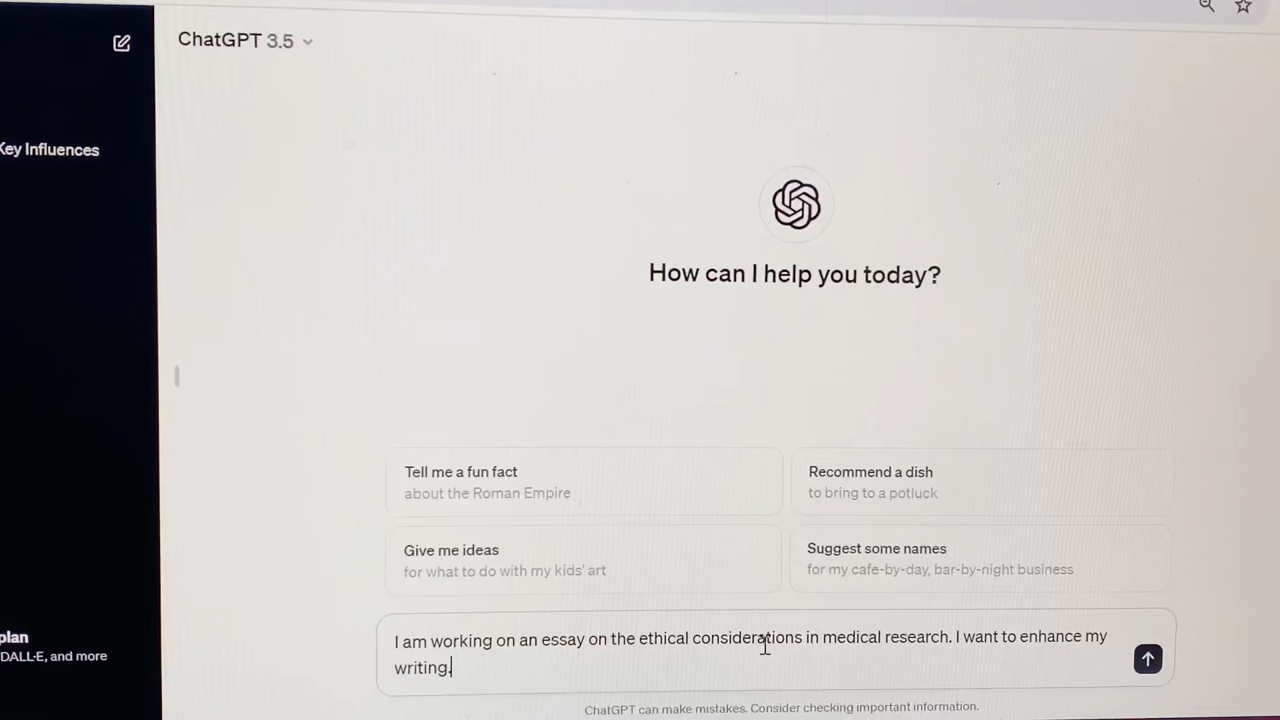 ChatGPT 3.5
Key Influences
How can I help you today?
Tell me a fun fact
about the Roman Empire
Recommend a dish
to bring to a potluck
Give me ideas
for what to do with my kids' art
Suggest some names
for my cafe-by-day, bar-by-night business
plan
DALL·E, and more
I am working on an essay on the ethical considerations in medical research. I want to enhance my
writing.
ChatGPT can make mistakes. Consider checking important information.